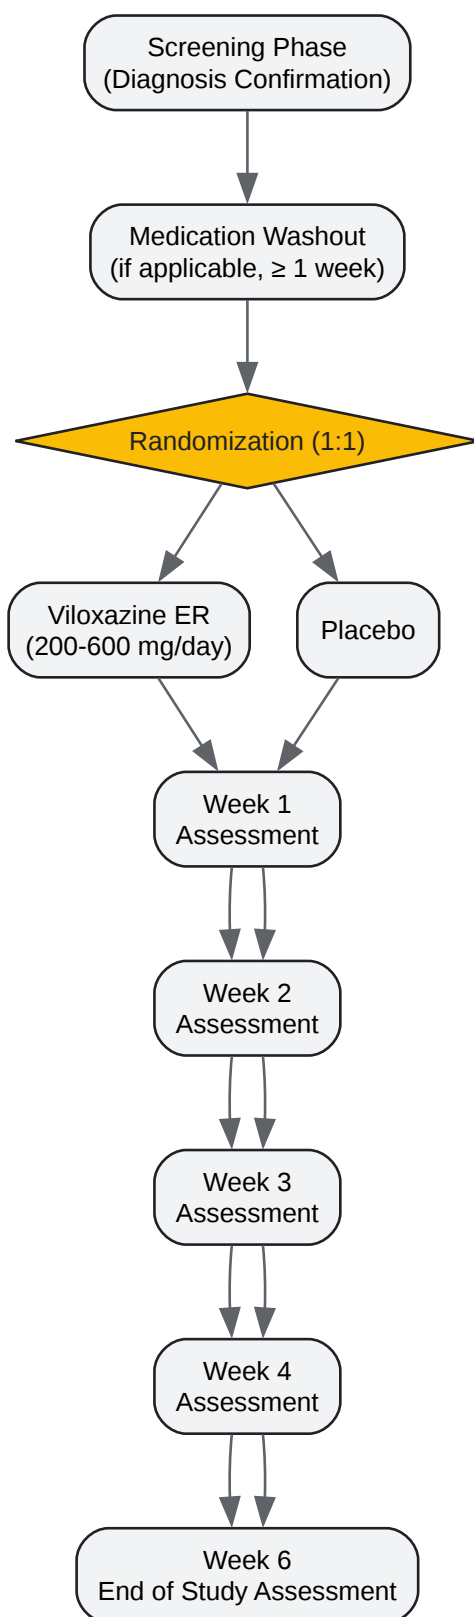 Screening Phase
(Diagnosis Confirmation)
Medication Washout
(if applicable, ≥ 1 week)
Randomization (1:1)
Viloxazine ER
(200-600 mg/day)
Placebo
Week 1
Assessment
Week 2
Assessment
Week 3
Assessment
Week 4
Assessment
Week 6
End of Study Assessment